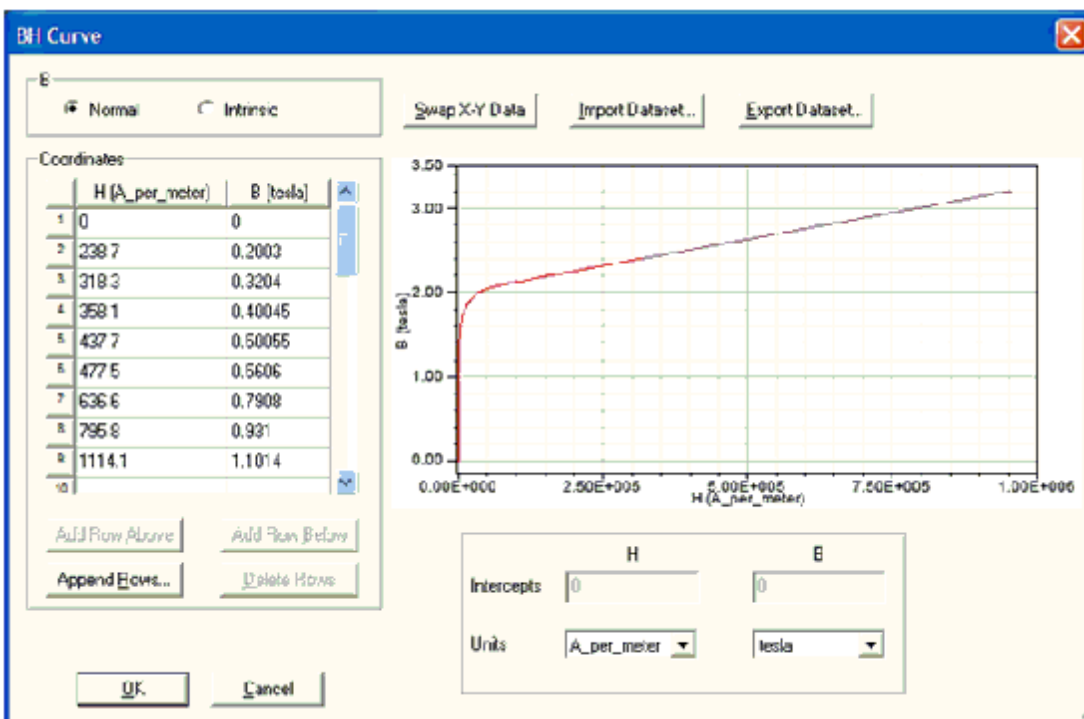 BH Curve
B
Normal Intrinsic
Swap X-Y Data Import Dataset... Export Dataset...
Coordinates
H (A_per_meter) B (tesla)
1 0 0
2 238.7 0.2003
3 318.3 0.3204
4 358.1 0.40045
5 437.7 0.50055
6 477.5 0.5606
7 636.6 0.7908
8 795.8 0.931
9 1114.1 1.1014
10
Add Row Above Add Row Below
Append Rows... Delete Rows
3.50
3.00
2.00
1.00
0.00
B (tesla)
0.00E+000 2.50E+005 5.00E+005 7.50E+005 1.00E+006
H (A_per_meter)
H B
Intercepts 0 0
Units A_per_meter tesla
OK Cancel